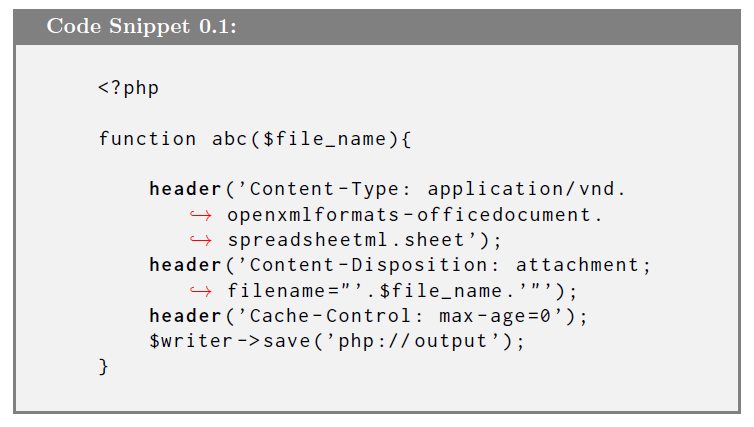 Code Snippet 0.1:
<?php
function abc($file_name){
header('Content-Type: application/vnd.
↪ openxmlformats-officedocument.
↪ spreadsheetml.sheet');
header('Content-Disposition: attachment;
↪ filename="'.$file_name.'"');
header('Cache-Control: max-age=0');
$writer->save('php://output');
}